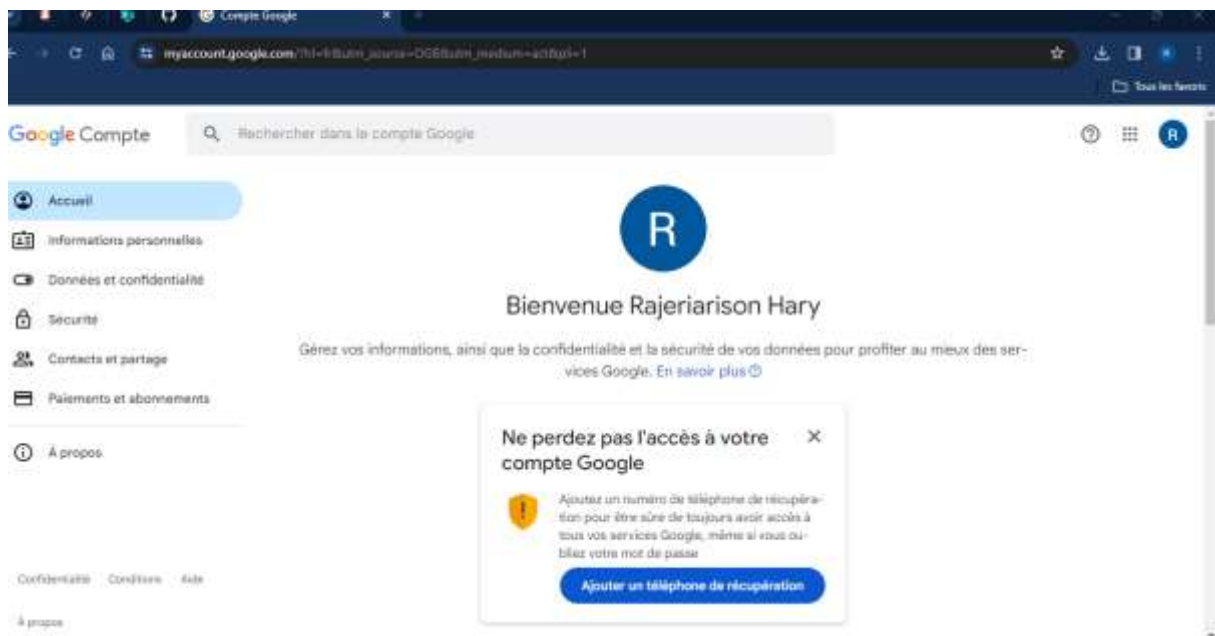 Compte Google
myaccount.google.com
Tous les favoris
Google Compte
Rechercher dans le compte Google
R
Accueil
Informations personnelles
Données et confidentialité
Sécurité
Contacts et partage
Paiements et abonnements
À propos
R
Bienvenue Rajeriarison Hary
Gérez vos informations, ainsi que la confidentialité et la sécurité de vos données pour profiter au mieux des ser-
vices Google. En savoir plus
Ne perdez pas l'accès à votre
compte Google
Ajoutez un numéro de téléphone de récupéra-
tion pour être sûre de toujours avoir accès à
tous vos services Google, même si vous ou-
bliez votre mot de passe
Ajouter un téléphone de récupération
Confidentialité Conditions Aide
À propos